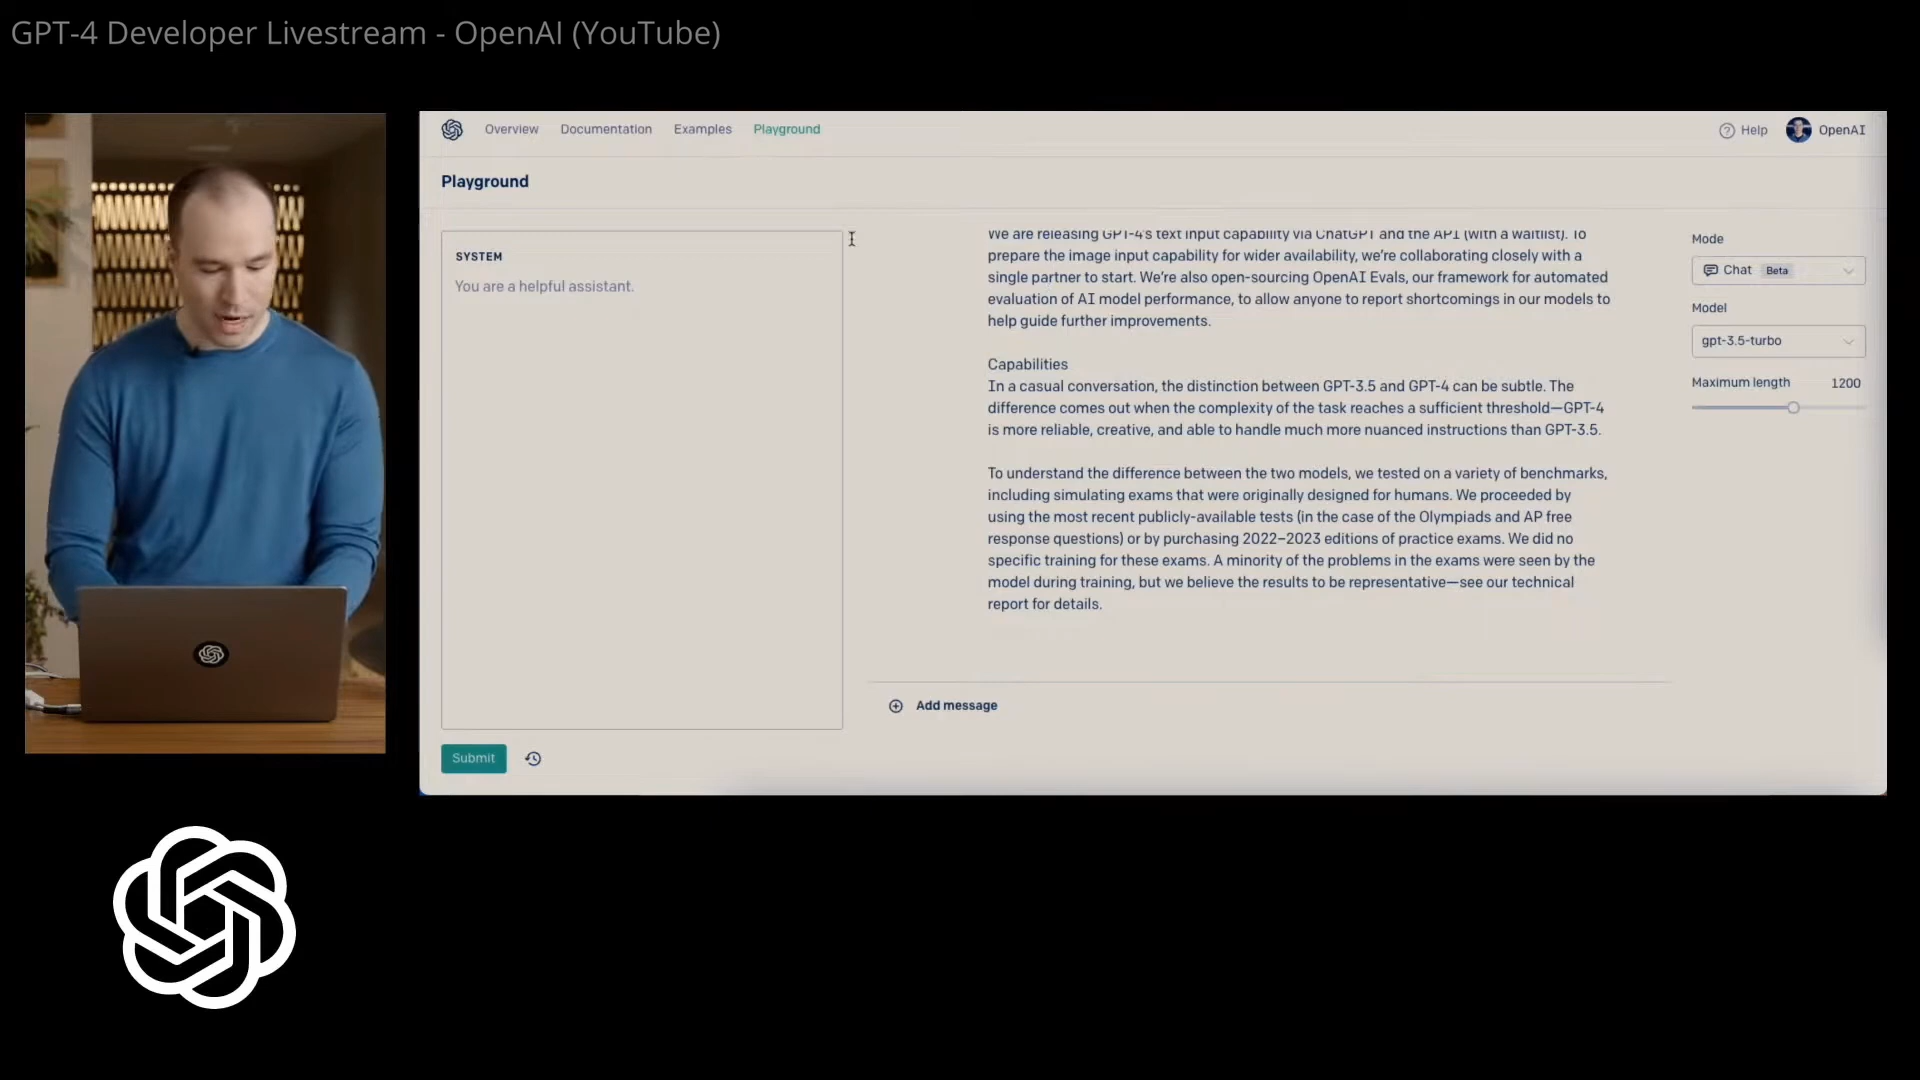 GPT-4 Developer Livestream - OpenAI (YouTube)
Overview Documentation Examples Playground
Help OpenAI
Playground
SYSTEM
You are a helpful assistant.
Submit
We are releasing GPT-4's text input capability via ChatGPT and the API (with a waitlist). To
prepare the image input capability for wider availability, we're collaborating closely with a
single partner to start. We're also open-sourcing OpenAI Evals, our framework for automated
evaluation of AI model performance, to allow anyone to report shortcomings in our models to
help guide further improvements.
Capabilities
In a casual conversation, the distinction between GPT-3.5 and GPT-4 can be subtle. The
difference comes out when the complexity of the task reaches a sufficient threshold—GPT-4
is more reliable, creative, and able to handle much more nuanced instructions than GPT-3.5.
To understand the difference between the two models, we tested on a variety of benchmarks,
including simulating exams that were originally designed for humans. We proceeded by
using the most recent publicly-available tests (in the case of the Olympiads and AP free
response questions) or by purchasing 2022–2023 editions of practice exams. We did no
specific training for these exams. A minority of the problems in the exams were seen by the
model during training, but we believe the results to be representative—see our technical
report for details.
Add message
Mode
Chat Beta
Model
gpt-3.5-turbo
Maximum length 1200